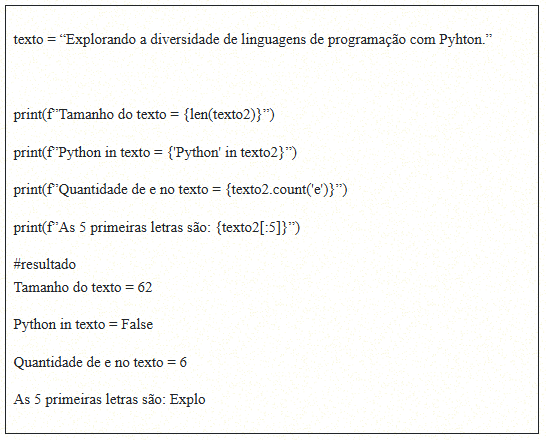 texto = “Explorando a diversidade de linguagens de programação com Pyhton.”
print(f”Tamanho do texto = {len(texto2)}”)
print(f”Python in texto = {'Python' in texto2}”)
print(f”Quantidade de e no texto = {texto2.count('e')}”)
print(f”As 5 primeiras letras são: {texto2[:5]}”)
#resultado
Tamanho do texto = 62
Python in texto = False
Quantidade de e no texto = 6
As 5 primeiras letras são: Explo